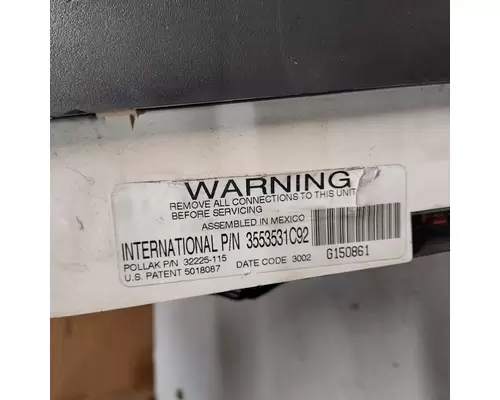 WARNING
REMOVE ALL CONNECTIONS TO THIS UNIT
BEFORE SERVICING
ASSEMBLED IN MEXICO
INTERNATIONAL P/N 3553531C92
POLLAK P/N 32225-115 DATE CODE 3002 G150861
U.S. PATENT 5018087